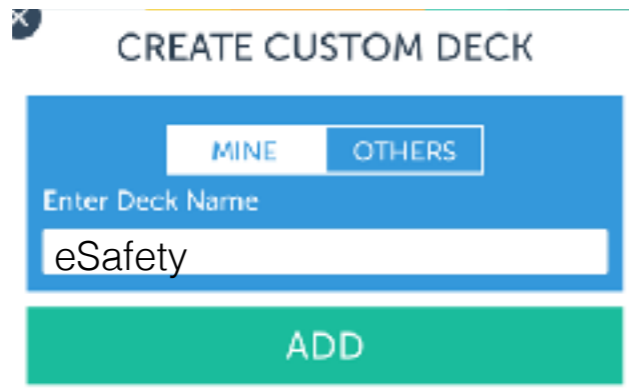 CREATE CUSTOM DECK
MINE OTHERS
Enter Deck Name
eSafety
ADD